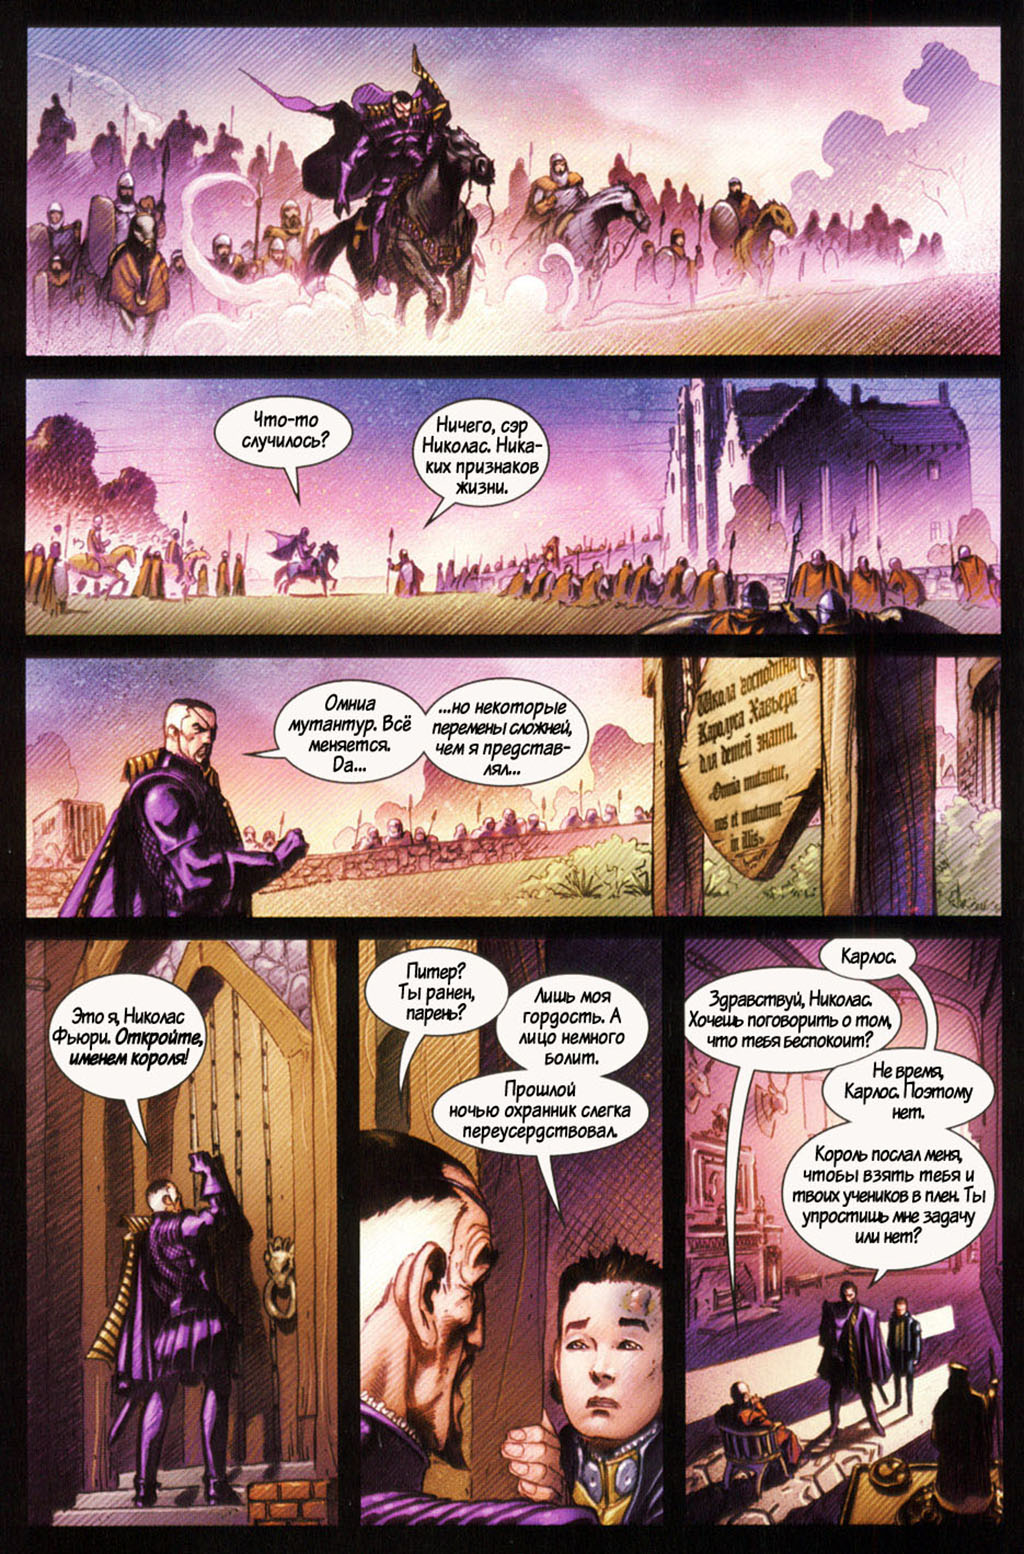 Что-то
случилось?
Ничего, сэр
Николас. Ника-
ких признаков
жизни.
Омниа
мутантур. Всё
меняется.
Да...
...но некоторые
перемены сложней,
чем я представ-
лял...
Школа господина
Карлуса Хавьера
для детей знати.
«Omnia mutantur,
nos et mutamur
in illis»
Это я, Николас
Фьюри. Откройте,
именем короля!
Питер?
Ты ранен,
парень?
Лишь моя
гордость. А
лицо немного
болит.
Прошлой
ночью охранник слегка
переусердствовал.
Карлос.
Здравствуй, Николас.
Хочешь поговорить о том,
что тебя беспокоит?
Не время,
Карлос. Поэтому
нет.
Король послал меня,
чтобы взять тебя и
твоих учеников в плен. Ты
упростишь мне задачу
или нет?